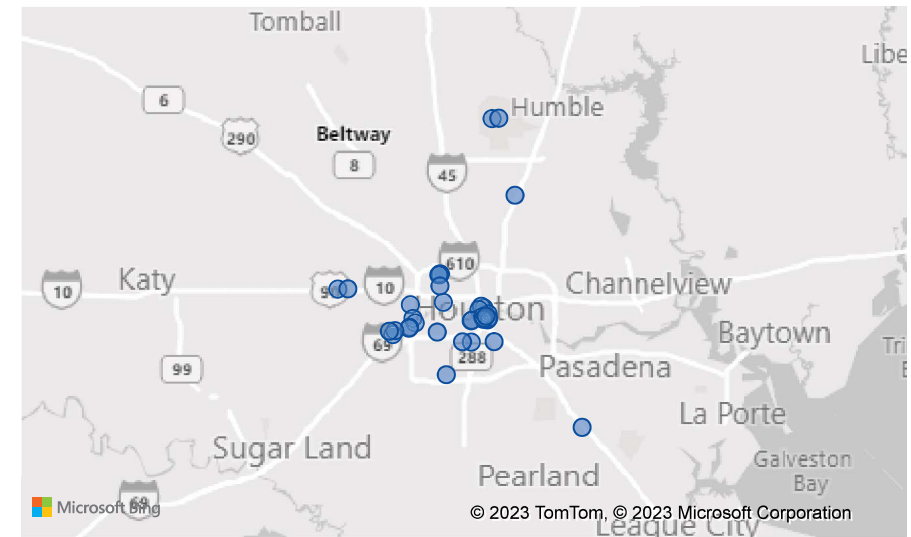 Tomball
Libe
6
Humble
290
Beltway
8
45
610
Katy
10
10
Channelview
Houston
Baytown
69
288
Tri
99
Pasadena
La Porte
Sugar Land
Galveston
Bay
Pearland
69
Microsoft Bing
© 2023 TomTom, © 2023 Microsoft Corporation
League City